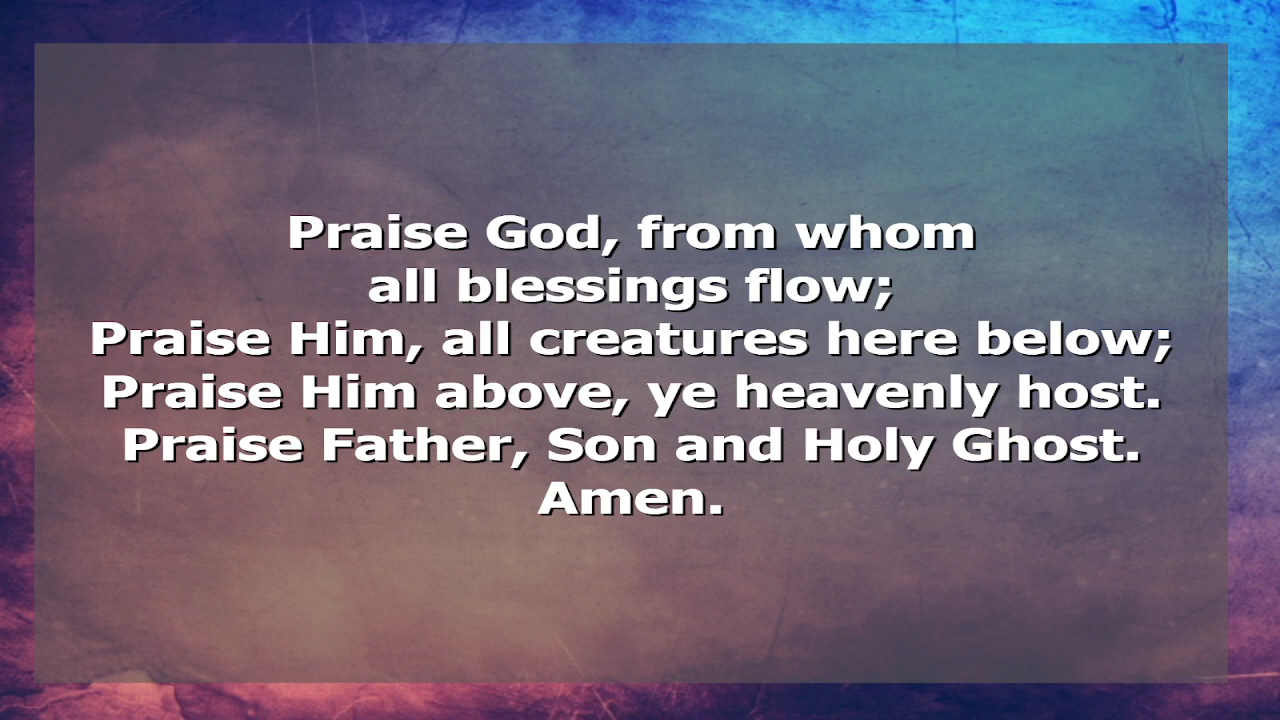 Praise God, from whom
all blessings flow;
Praise Him, all creatures here below;
Praise Him above, ye heavenly host.
Praise Father, Son and Holy Ghost.
Amen.